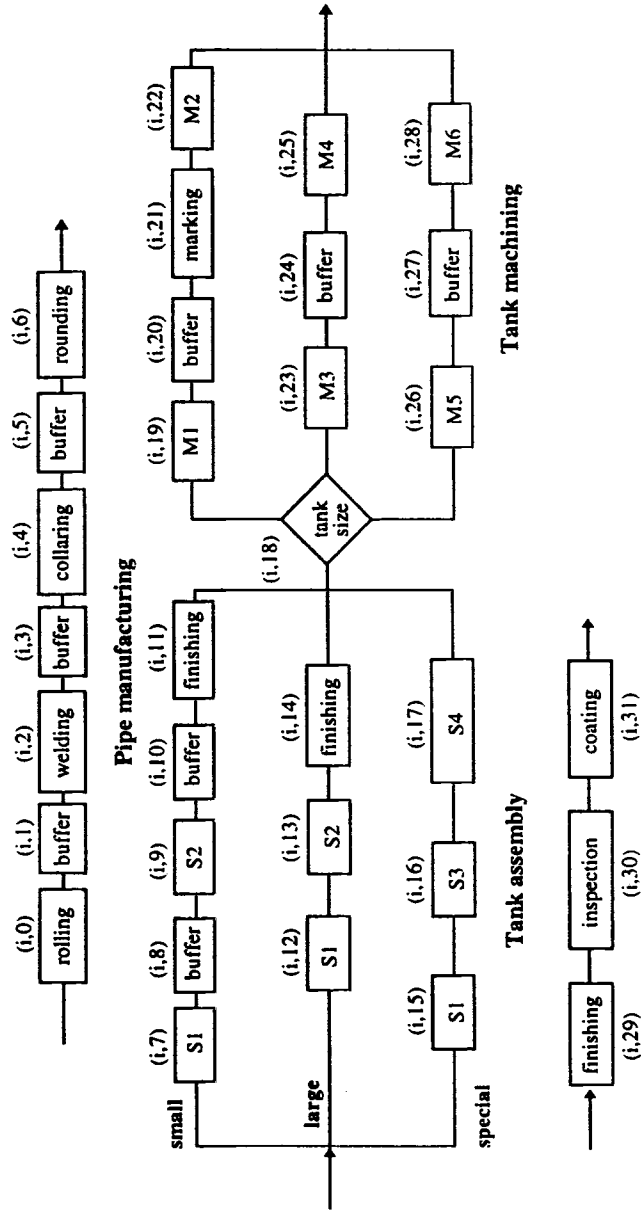 (i,0) (i,1) (i,2) (i,3) (i,4) (i,5) (i,6)
rolling buffer welding buffer collaring buffer rounding
Pipe manufacturing
small
(i,7) (i,8) (i,9) (i,10) (i,11)
S1 buffer S2 buffer finishing
large
(i,12) (i,13) (i,14)
S1 S2 finishing
special
(i,15) (i,16) (i,17)
S1 S3 S4
Tank assembly
(i,18)
tank
size
(i,19) (i,20) (i,21) (i,22)
M1 buffer marking M2
(i,23) (i,24) (i,25)
M3 buffer M4
(i,26) (i,27) (i,28)
M5 buffer M6
Tank machining
finishing inspection coating
(i,29) (i,30) (i,31)